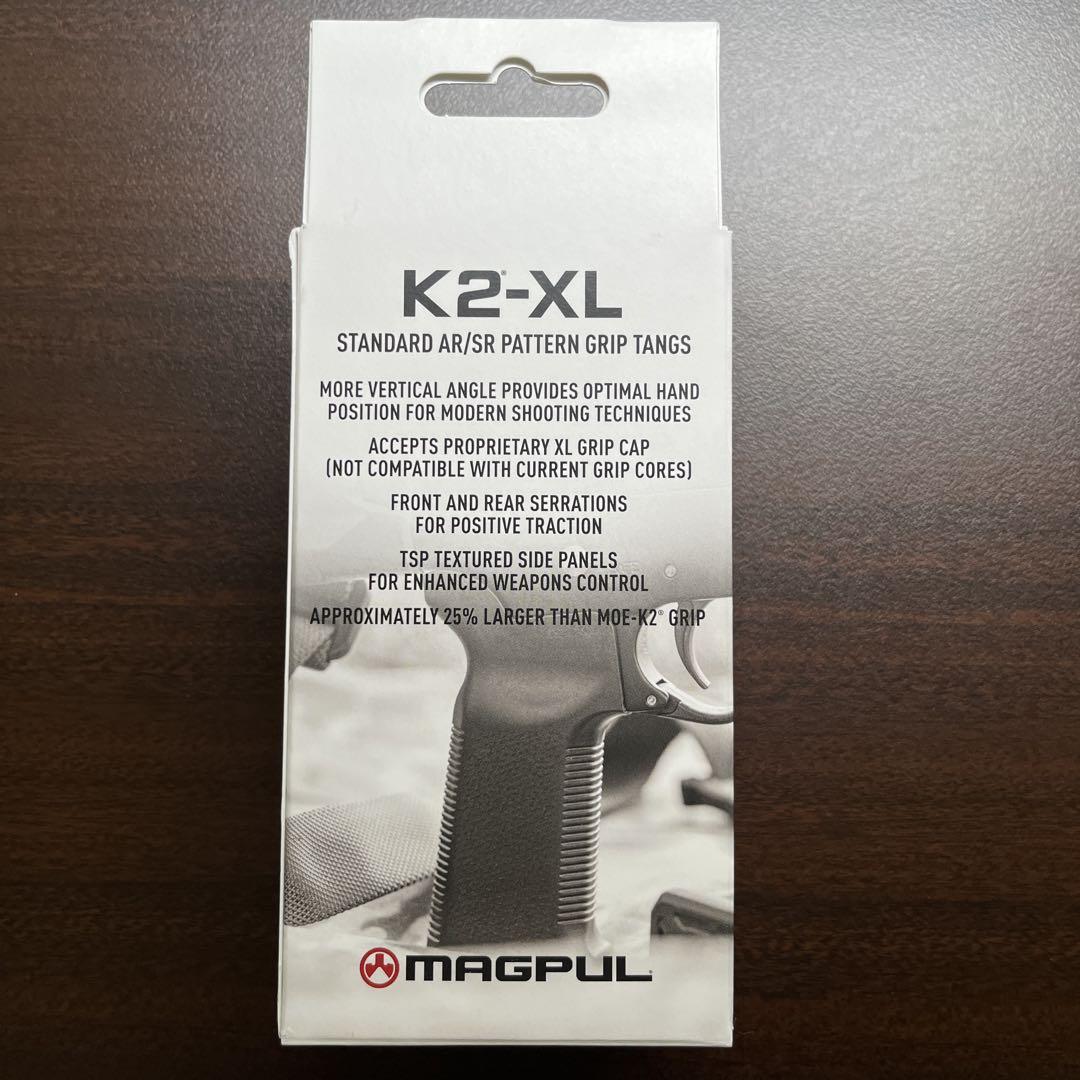 K2®-XL
STANDARD AR/SR PATTERN GRIP TANGS
MORE VERTICAL ANGLE PROVIDES OPTIMAL HAND
POSITION FOR MODERN SHOOTING TECHNIQUES
ACCEPTS PROPRIETARY XL GRIP CAP
(NOT COMPATIBLE WITH CURRENT GRIP CORES)
FRONT AND REAR SERRATIONS
FOR POSITIVE TRACTION
TSP TEXTURED SIDE PANELS
FOR ENHANCED WEAPONS CONTROL
APPROXIMATELY 25% LARGER THAN MOE-K2® GRIP
MAGPUL®